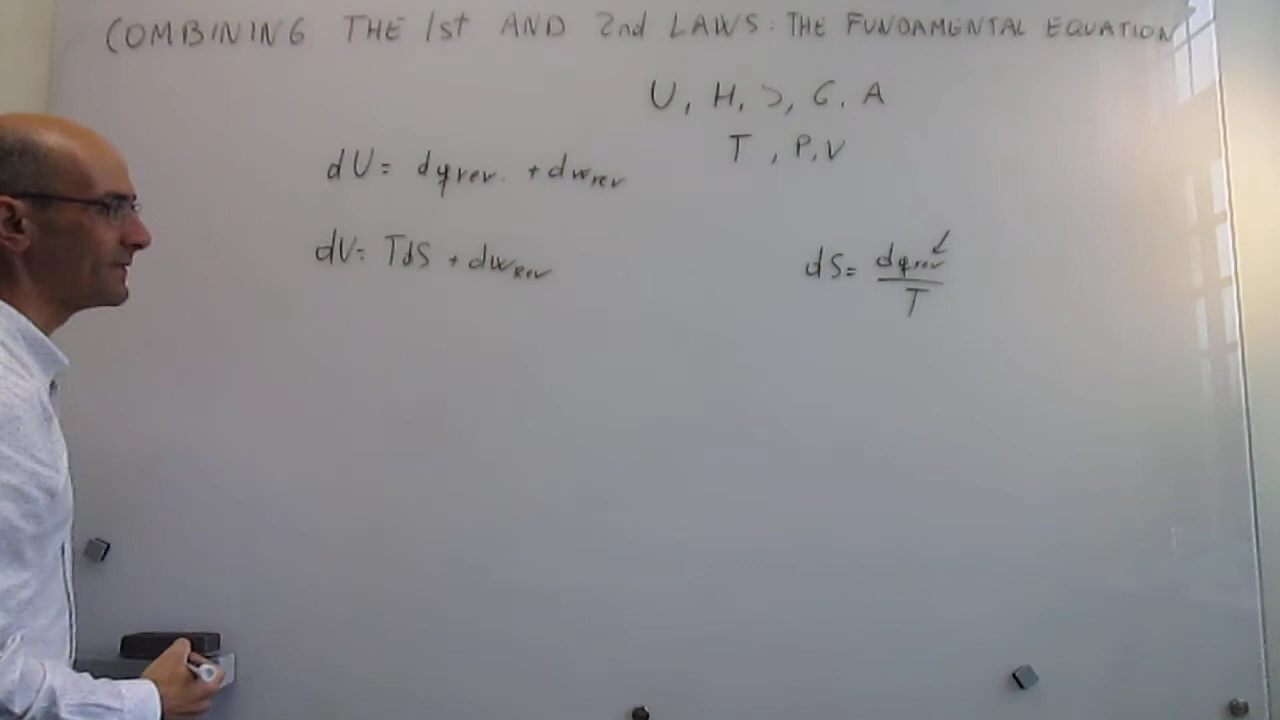 COMBINING THE 1st AND 2nd LAWS: THE FUNDAMENTAL EQUATION
U, H, S, G, A
T, P, V
dU = dqrev. + dwrev
dU = TdS + dwRev
dS = dqrev / T